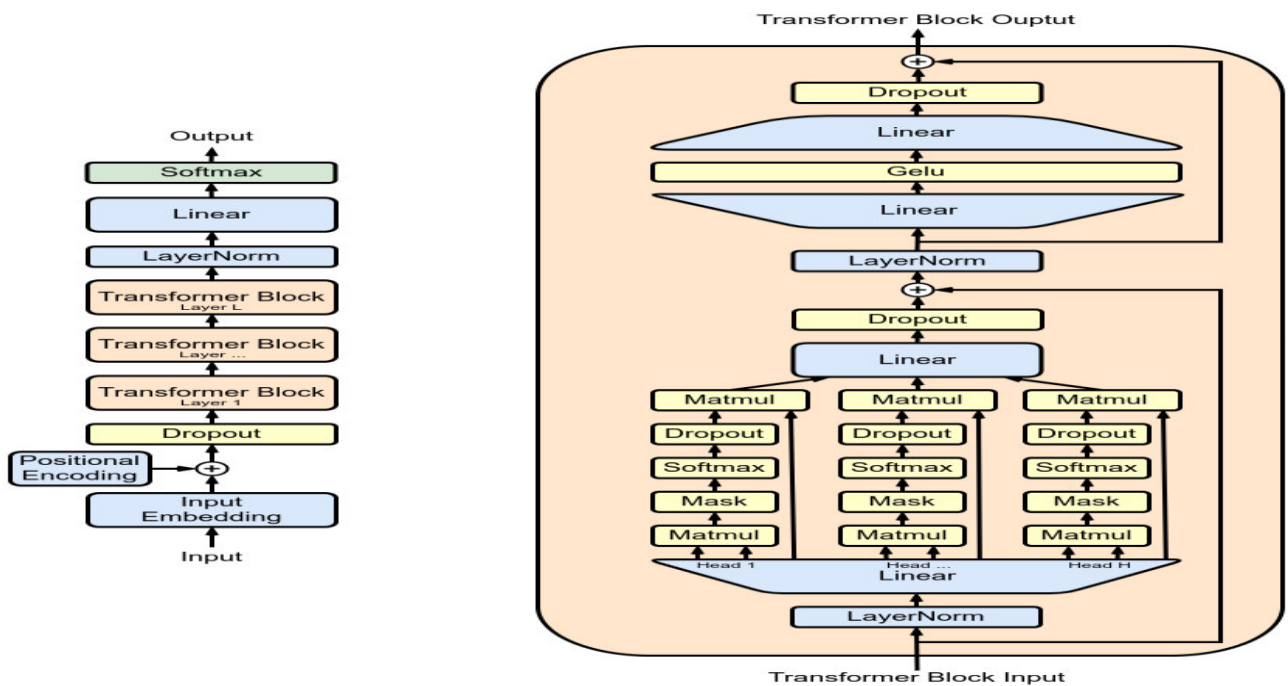 Output
Softmax
Linear
LayerNorm
Transformer Block
Layer L
Transformer Block
Layer ...
Transformer Block
Layer 1
Dropout
Positional
Encoding
+
Input
Embedding
Input
Transformer Block Ouptut
+
Dropout
Linear
Gelu
Linear
LayerNorm
+
Dropout
Linear
Matmul Matmul Matmul
Dropout Dropout Dropout
Softmax Softmax Softmax
Mask Mask Mask
Matmul Matmul Matmul
Head 1 Head ... Head H
Linear
LayerNorm
Transformer Block Input